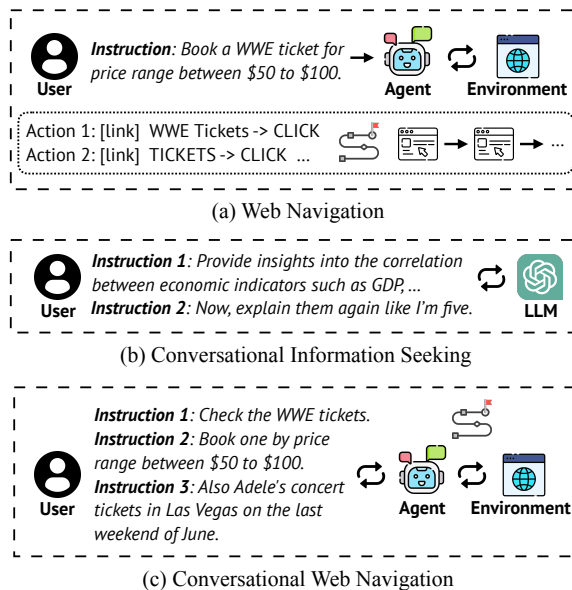 Instruction: Book a WWE ticket for
price range between $50 to $100.
User
Agent
Environment
Action 1: [link]  WWE Tickets -> CLICK
Action 2: [link]  TICKETS -> CLICK  ...
...
(a) Web Navigation
Instruction 1: Provide insights into the correlation
between economic indicators such as GDP, ...
Instruction 2: Now, explain them again like I'm five.
User
LLM
(b) Conversational Information Seeking
Instruction 1: Check the WWE tickets.
Instruction 2: Book one by price
range between $50 to $100.
Instruction 3: Also Adele's concert
tickets in Las Vegas on the last
weekend of June.
User
Agent
Environment
(c) Conversational Web Navigation